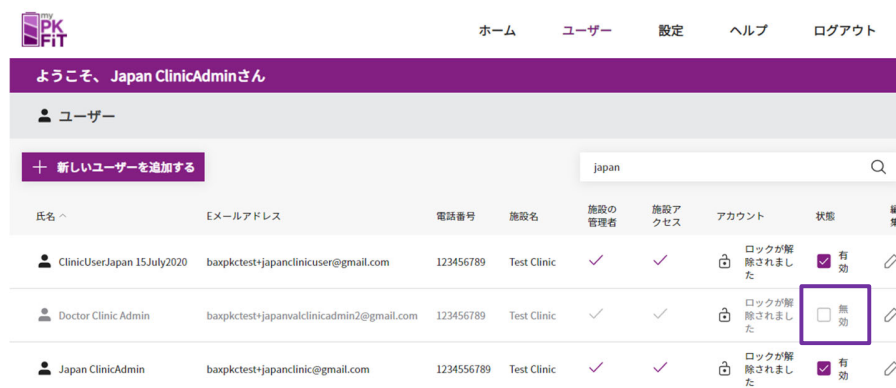 my
PK
FiT
ホーム ユーザー 設定 ヘルプ ログアウト
ようこそ、 Japan ClinicAdminさん
ユーザー
新しいユーザーを追加する
japan
氏名 Eメールアドレス 電話番号 施設名 施設の管理者 施設アクセス アカウント 状態 編集
ClinicUserJapan 15July2020 baxpkctest+japanclinicuser@gmail.com 123456789 Test Clinic ロックが解除されました 有効
Doctor Clinic Admin baxpkctest+japanvalclinicadmin2@gmail.com 123456789 Test Clinic ロックが解除されました 無効
Japan ClinicAdmin baxpkctest+japanclinic@gmail.com 1234556789 Test Clinic ロックが解除されました 有効